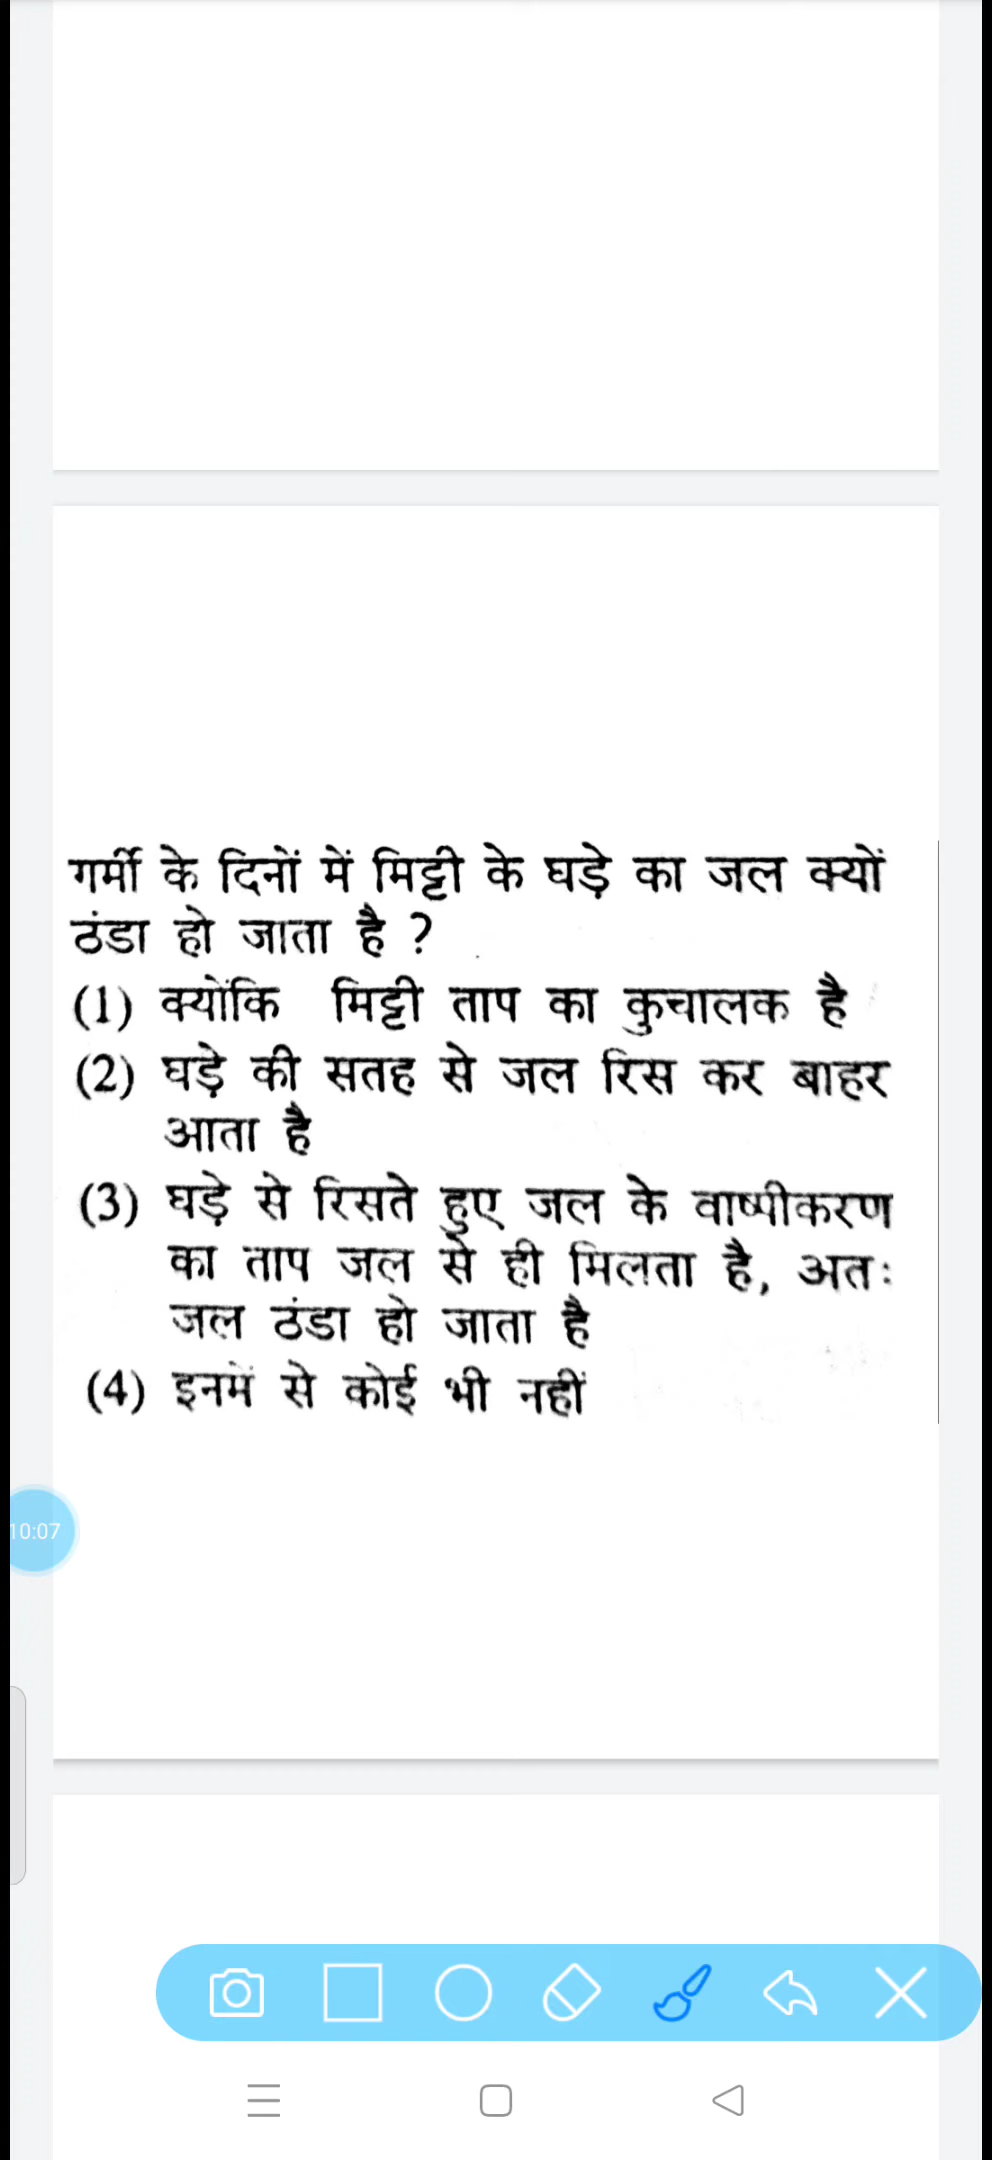 गर्मी के दिनों में मिट्टी के घड़े का जल क्यों
ठंडा हो जाता है ?
(1) क्योंकि मिट्टी ताप का कुचालक है
(2) घड़े की सतह से जल रिस कर बाहर
आता है
(3) घड़े से रिसते हुए जल के वाष्पीकरण
का ताप जल से ही मिलता है, अतः
जल ठंडा हो जाता है
(4) इनमें से कोई भी नहीं
10:07